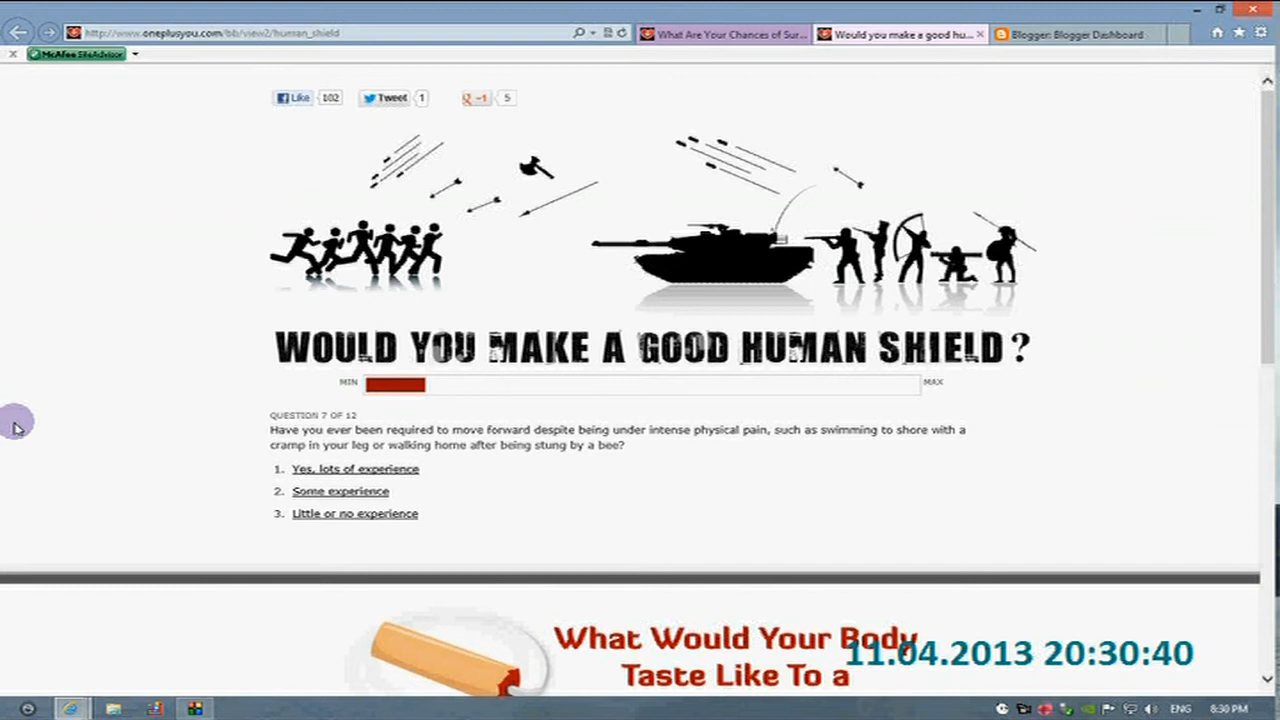 http://www.oneplusyou.com/bb/view2/human_shield
What Are Your Chances of Sur...
Would you make a good hu...
Blogger: Blogger Dashboard
McAfee SiteAdvisor
Like 102 Tweet 1 5
WOULD YOU MAKE A GOOD HUMAN SHIELD?
MIN MAX
QUESTION 7 OF 12
Have you ever been required to move forward despite being under intense physical pain, such as swimming to shore with a
cramp in your leg or walking home after being stung by a bee?
1. Yes, lots of experience
2. Some experience
3. Little or no experience
What Would Your Body
Taste Like To a
11.04.2013 20:30:40
ENG 8:30 PM